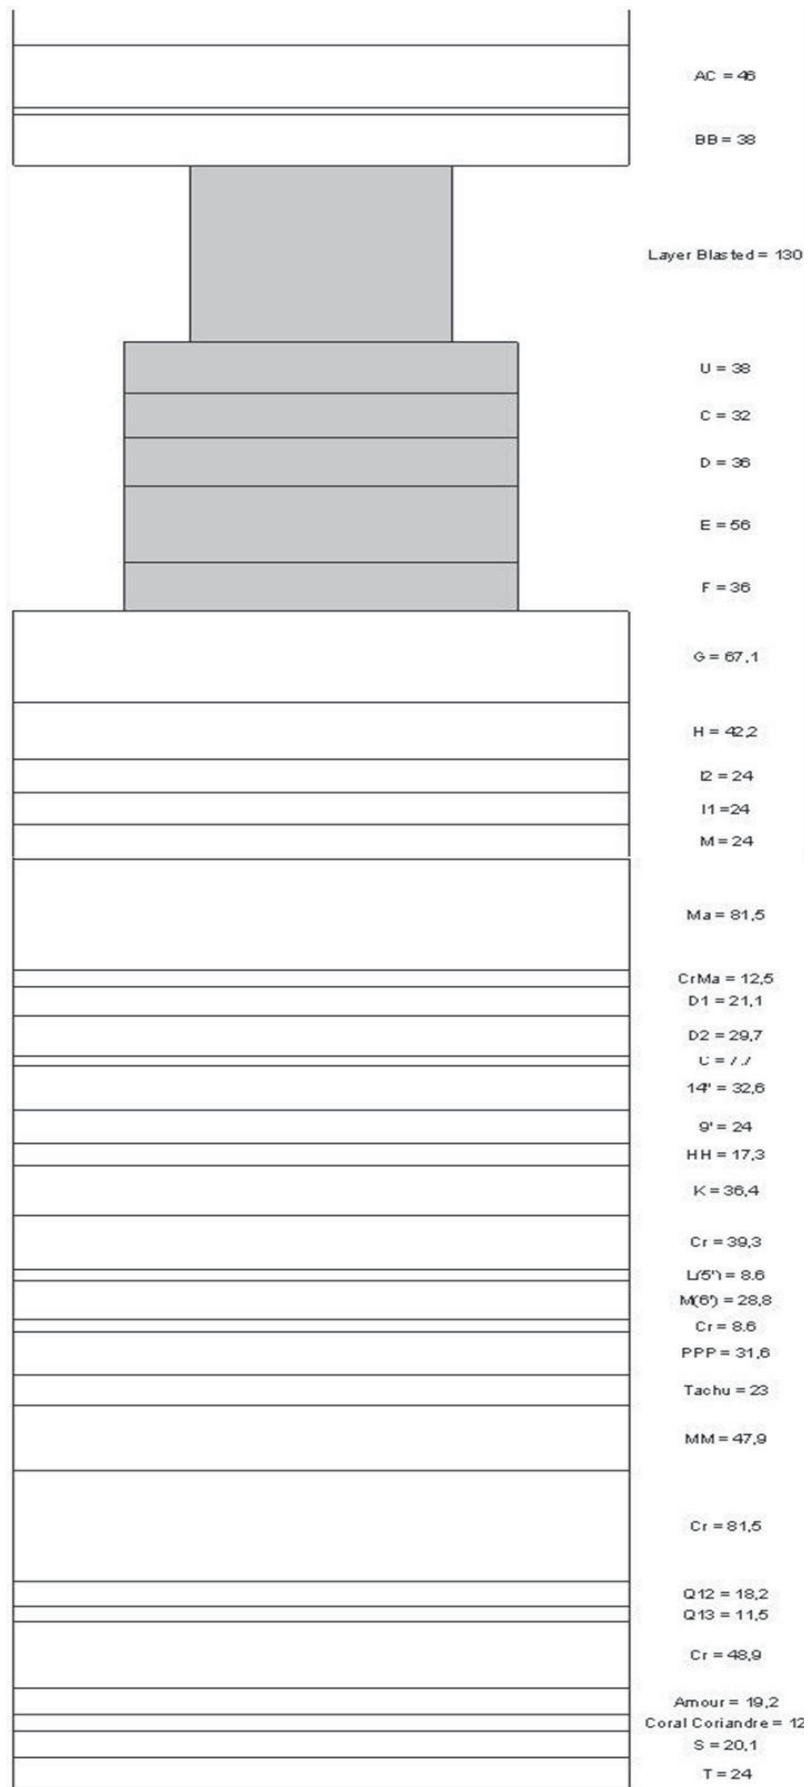 AC = 46
BB = 38
Layer Blasted = 130
U = 38
C = 32
D = 36
E = 56
F = 36
G = 67,1
H = 42,2
I2 = 24
I1 =24
M = 24
Ma = 81,5
CrMa = 12,5
D1 = 21,1
D2 = 29,7
C = 7,7
14" = 32,6
9' = 24
HH = 17,3
K = 36,4
Cr = 39,3
L(5") = 8,6
M(6') = 28,8
Cr = 8,6
PPP = 31,6
Tachu = 23
MM = 47,9
Cr = 81,5
Q12 = 18,2
Q13 = 11,5
Cr = 48,9
Amour = 19,2
Coral Coriandre = 12
S = 20,1
T = 24